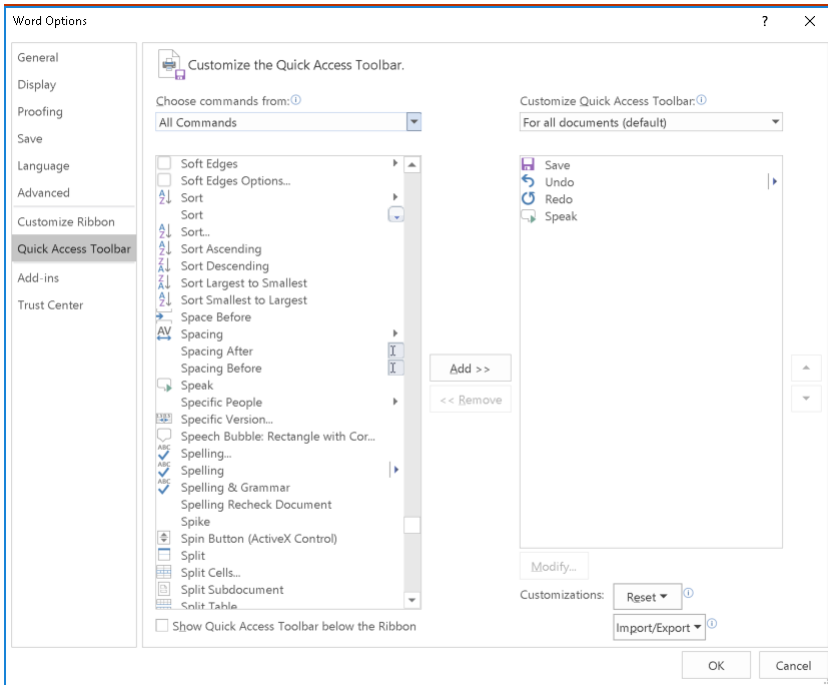 Word Options
?
General
Display
Proofing
Save
Language
Advanced
Customize Ribbon
Quick Access Toolbar
Add-ins
Trust Center
Customize the Quick Access Toolbar.
Choose commands from:
All Commands
Soft Edges
Soft Edges Options...
Sort
Sort
Sort...
Sort Ascending
Sort Descending
Sort Largest to Smallest
Sort Smallest to Largest
Space Before
Spacing
Spacing After
Spacing Before
Speak
Specific People
Specific Version...
Speech Bubble: Rectangle with Cor...
Spelling...
Spelling
Spelling & Grammar
Spelling Recheck Document
Spike
Spin Button (ActiveX Control)
Split
Split Cells...
Split Subdocument
Split Table
Show Quick Access Toolbar below the Ribbon
Add >>
<< Remove
Customize Quick Access Toolbar:
For all documents (default)
Save
Undo
Redo
Speak
Modify...
Customizations: Reset
Import/Export
OK Cancel